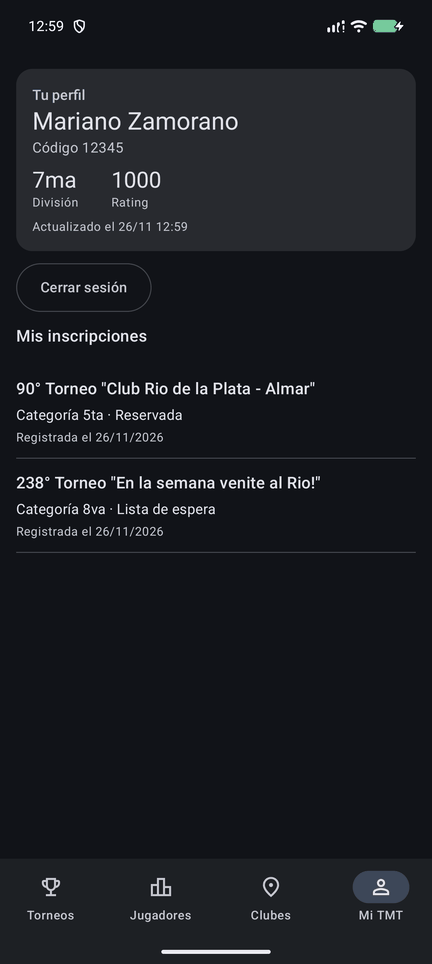 12:59
Tu perfil
Mariano Zamorano
Código 12345
7ma 1000
División Rating
Actualizado el 26/11 12:59
Cerrar sesión
Mis inscripciones
90° Torneo "Club Rio de la Plata - Almar"
Categoría 5ta · Reservada
Registrada el 26/11/2026
238° Torneo "En la semana venite al Rio!"
Categoría 8va · Lista de espera
Registrada el 26/11/2026
Torneos Jugadores Clubes Mi TMT